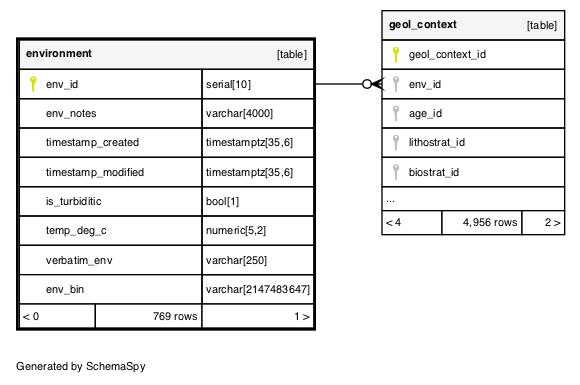 environment [table]
env_id serial[10]
env_notes varchar[4000]
timestamp_created timestamptz[35,6]
timestamp_modified timestamptz[35,6]
is_turbiditic bool[1]
temp_deg_c numeric[5,2]
verbatim_env varchar[250]
env_bin varchar[2147483647]
< 0 769 rows 1 >
geol_context [table]
geol_context_id
env_id
age_id
lithostrat_id
biostrat_id
...
< 4 4,956 rows 2 >
Generated by SchemaSpy